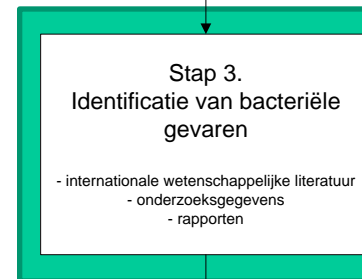 Stap 3.
Identificatie van bacteriële
gevaren
- internationale wetenschappelijke literatuur
- onderzoeksgegevens
- rapporten